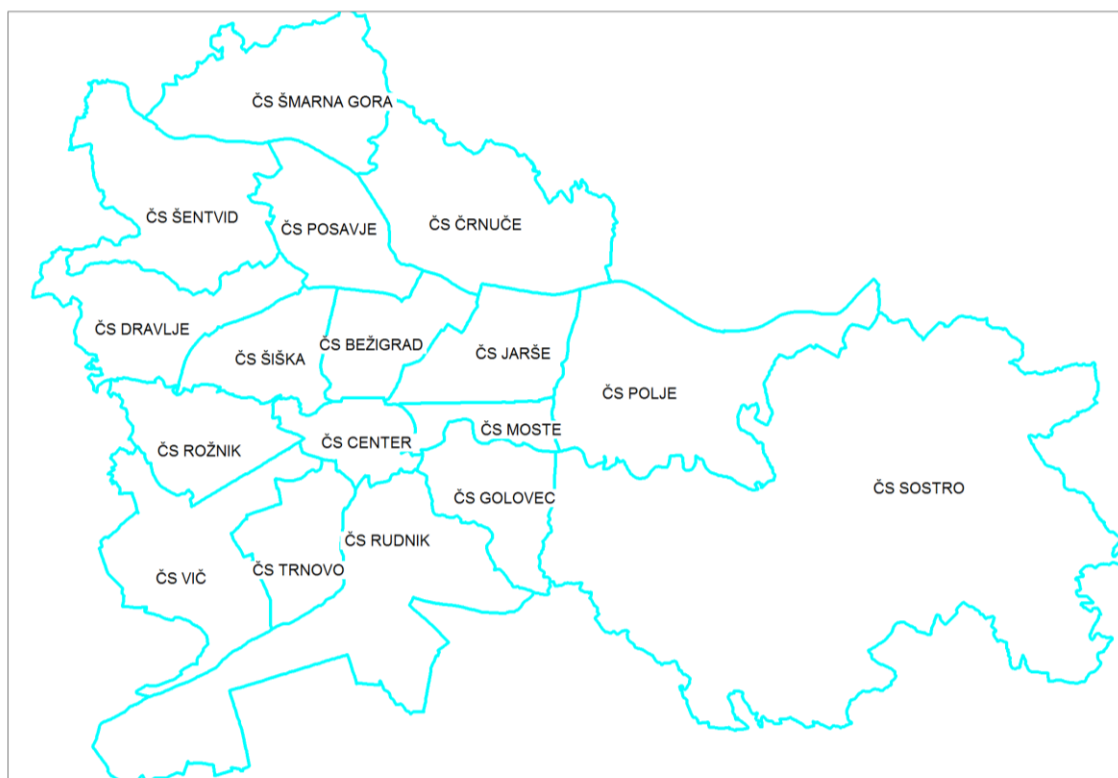 ČS ŠMARNA GORA
ČS ŠENTVID
ČS POSAVJE
ČS ČRNUČE
ČS DRAVLJE
ČS ŠIŠKA
ČS BEŽIGRAD
ČS JARŠE
ČS POLJE
ČS ROŽNIK
ČS CENTER
ČS MOSTE
ČS GOLOVEC
ČS SOSTRO
ČS RUDNIK
ČS VIČ
ČS TRNOVO